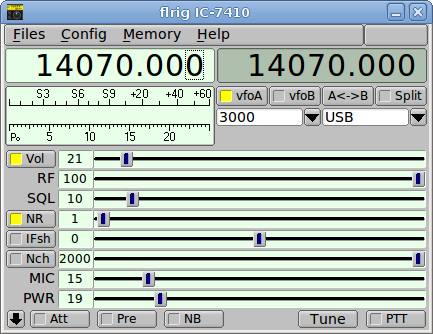 flrig IC-7410
Files Config Memory Help
14070.000 14070.000
S3 S6 S9 +20 +40 +60
Po 5 10 15 20
vfoA vfoB A<->B Split
3000 USB
Vol 21
RF 100
SQL 10
NR 1
IFsh 0
Nch 2000
MIC 15
PWR 19
Att Pre NB Tune PTT